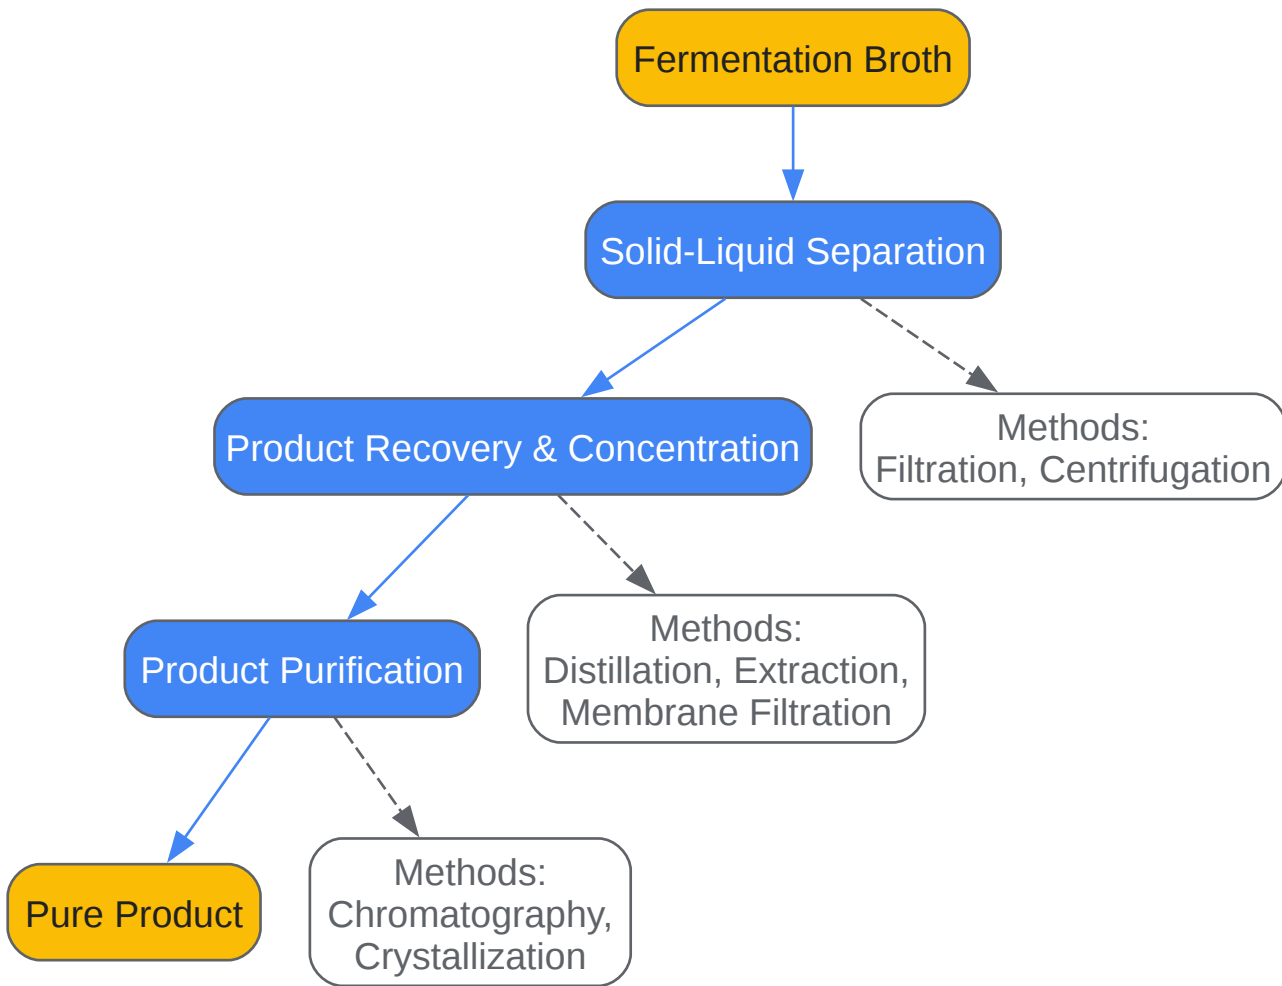 Fermentation Broth
Solid-Liquid Separation
Product Recovery & Concentration
Methods:
Filtration, Centrifugation
Product Purification
Methods:
Distillation, Extraction,
Membrane Filtration
Pure Product
Methods:
Chromatography,
Crystallization